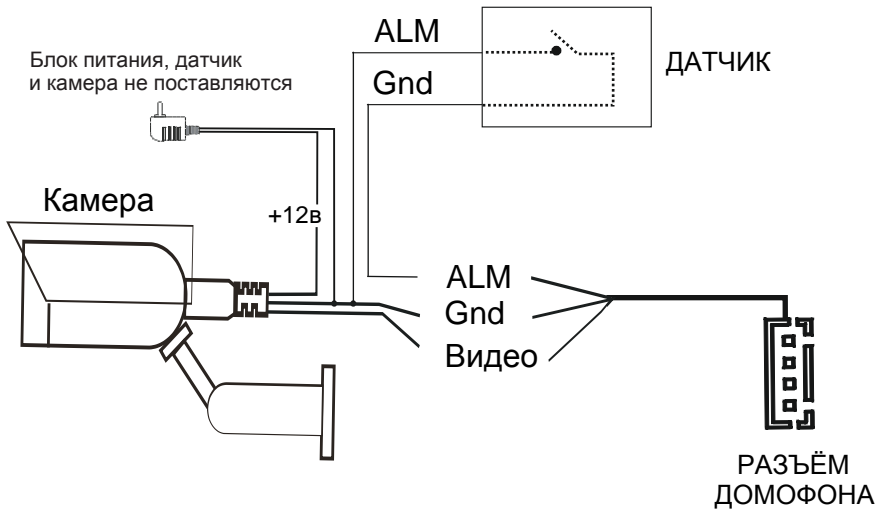 ALM
Блок питания, датчик
и камера не поставляются
Gnd
ДАТЧИК
Камера
+12в
ALM
Gnd
Видео
РАЗЪЁМ
ДОМОФОНА